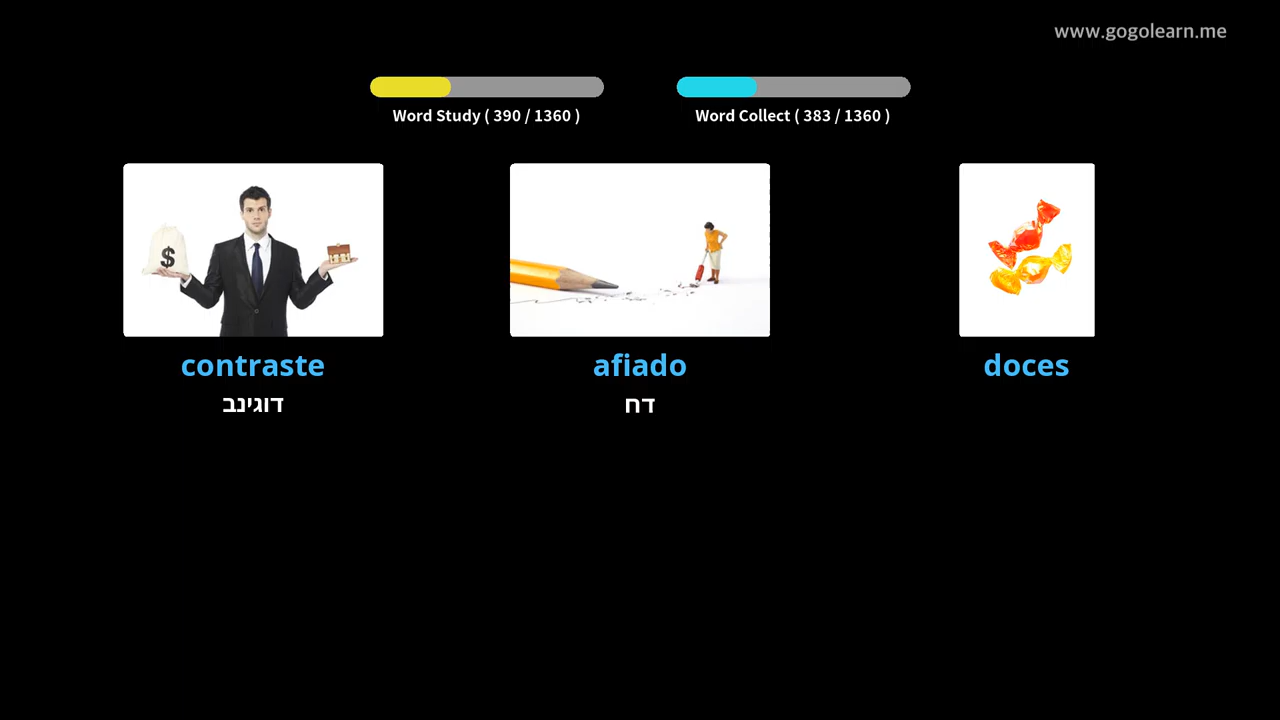 www.gogolearn.me
Word Study ( 390 / 1360 )
Word Collect ( 383 / 1360 )
contraste
דוגינב
afiado
דח
doces